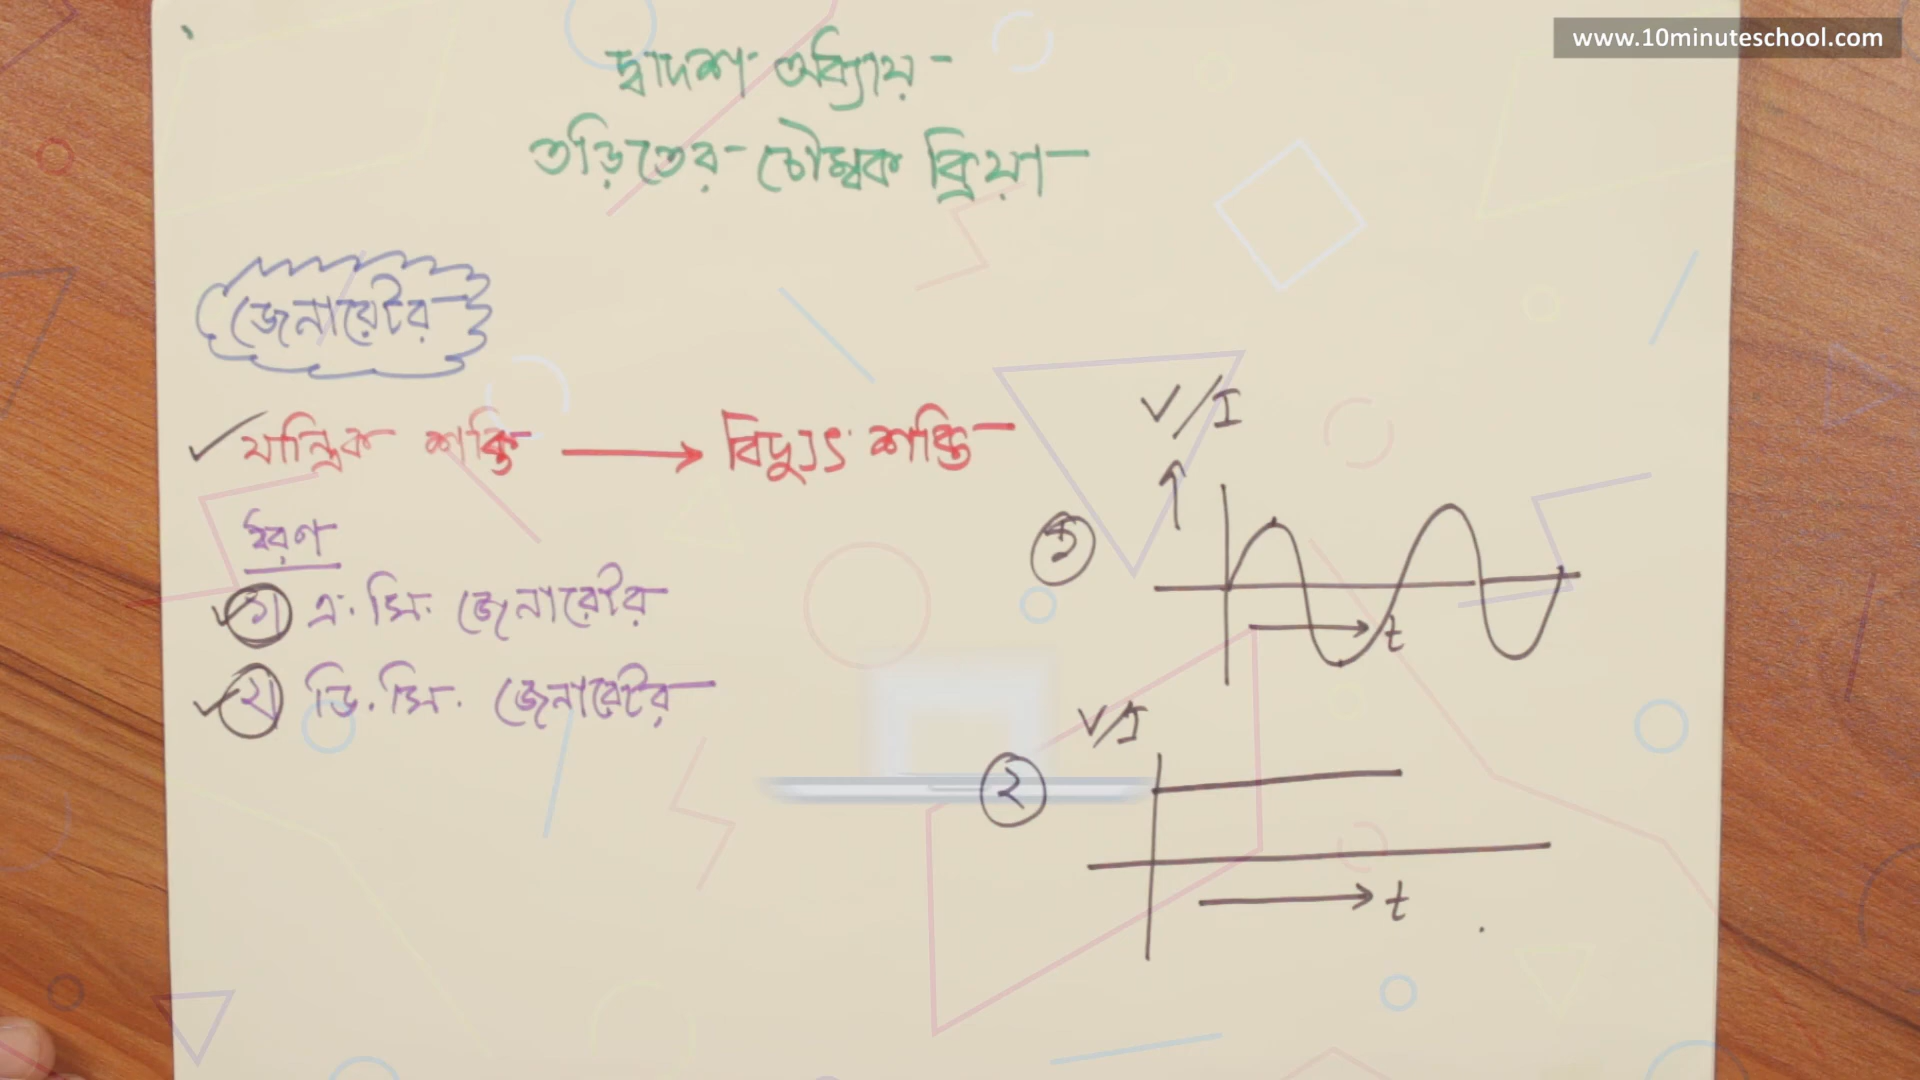 www.10minuteschool.com
দ্বাদশ অধ্যায়
তড়িতের চৌম্বক ক্রিয়া
জেনারেটর
যান্ত্রিক শক্তি → বিদ্যুৎ শক্তি
ধরণ
১) এ. সি. জেনারেটর
২) ডি. সি. জেনারেটর
V/I
১
t
V/I
২
t